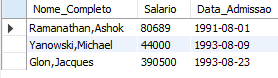 Nome_Completo Salario Data_Admissao
Ramanathan,Ashok 80689 1991-08-01
Yanowski,Michael 44000 1993-08-09
Glon,Jacques 390500 1993-08-23